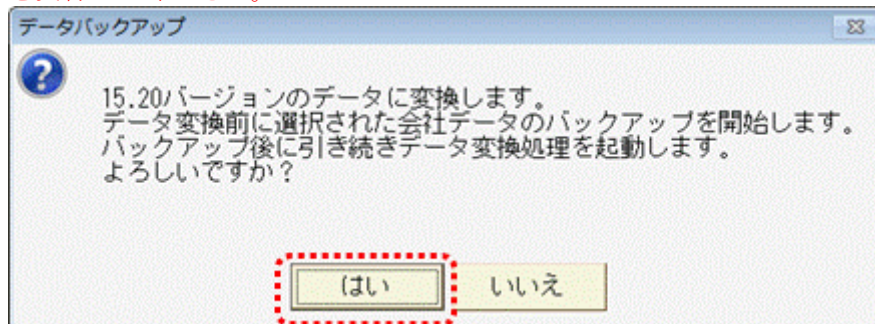 データバックアップ
15.20バージョンのデータに変換します。
データ変換前に選択された会社データのバックアップを開始します。
バックアップ後に引き続きデータ変換処理を起動します。
よろしいですか？
はい
いいえ